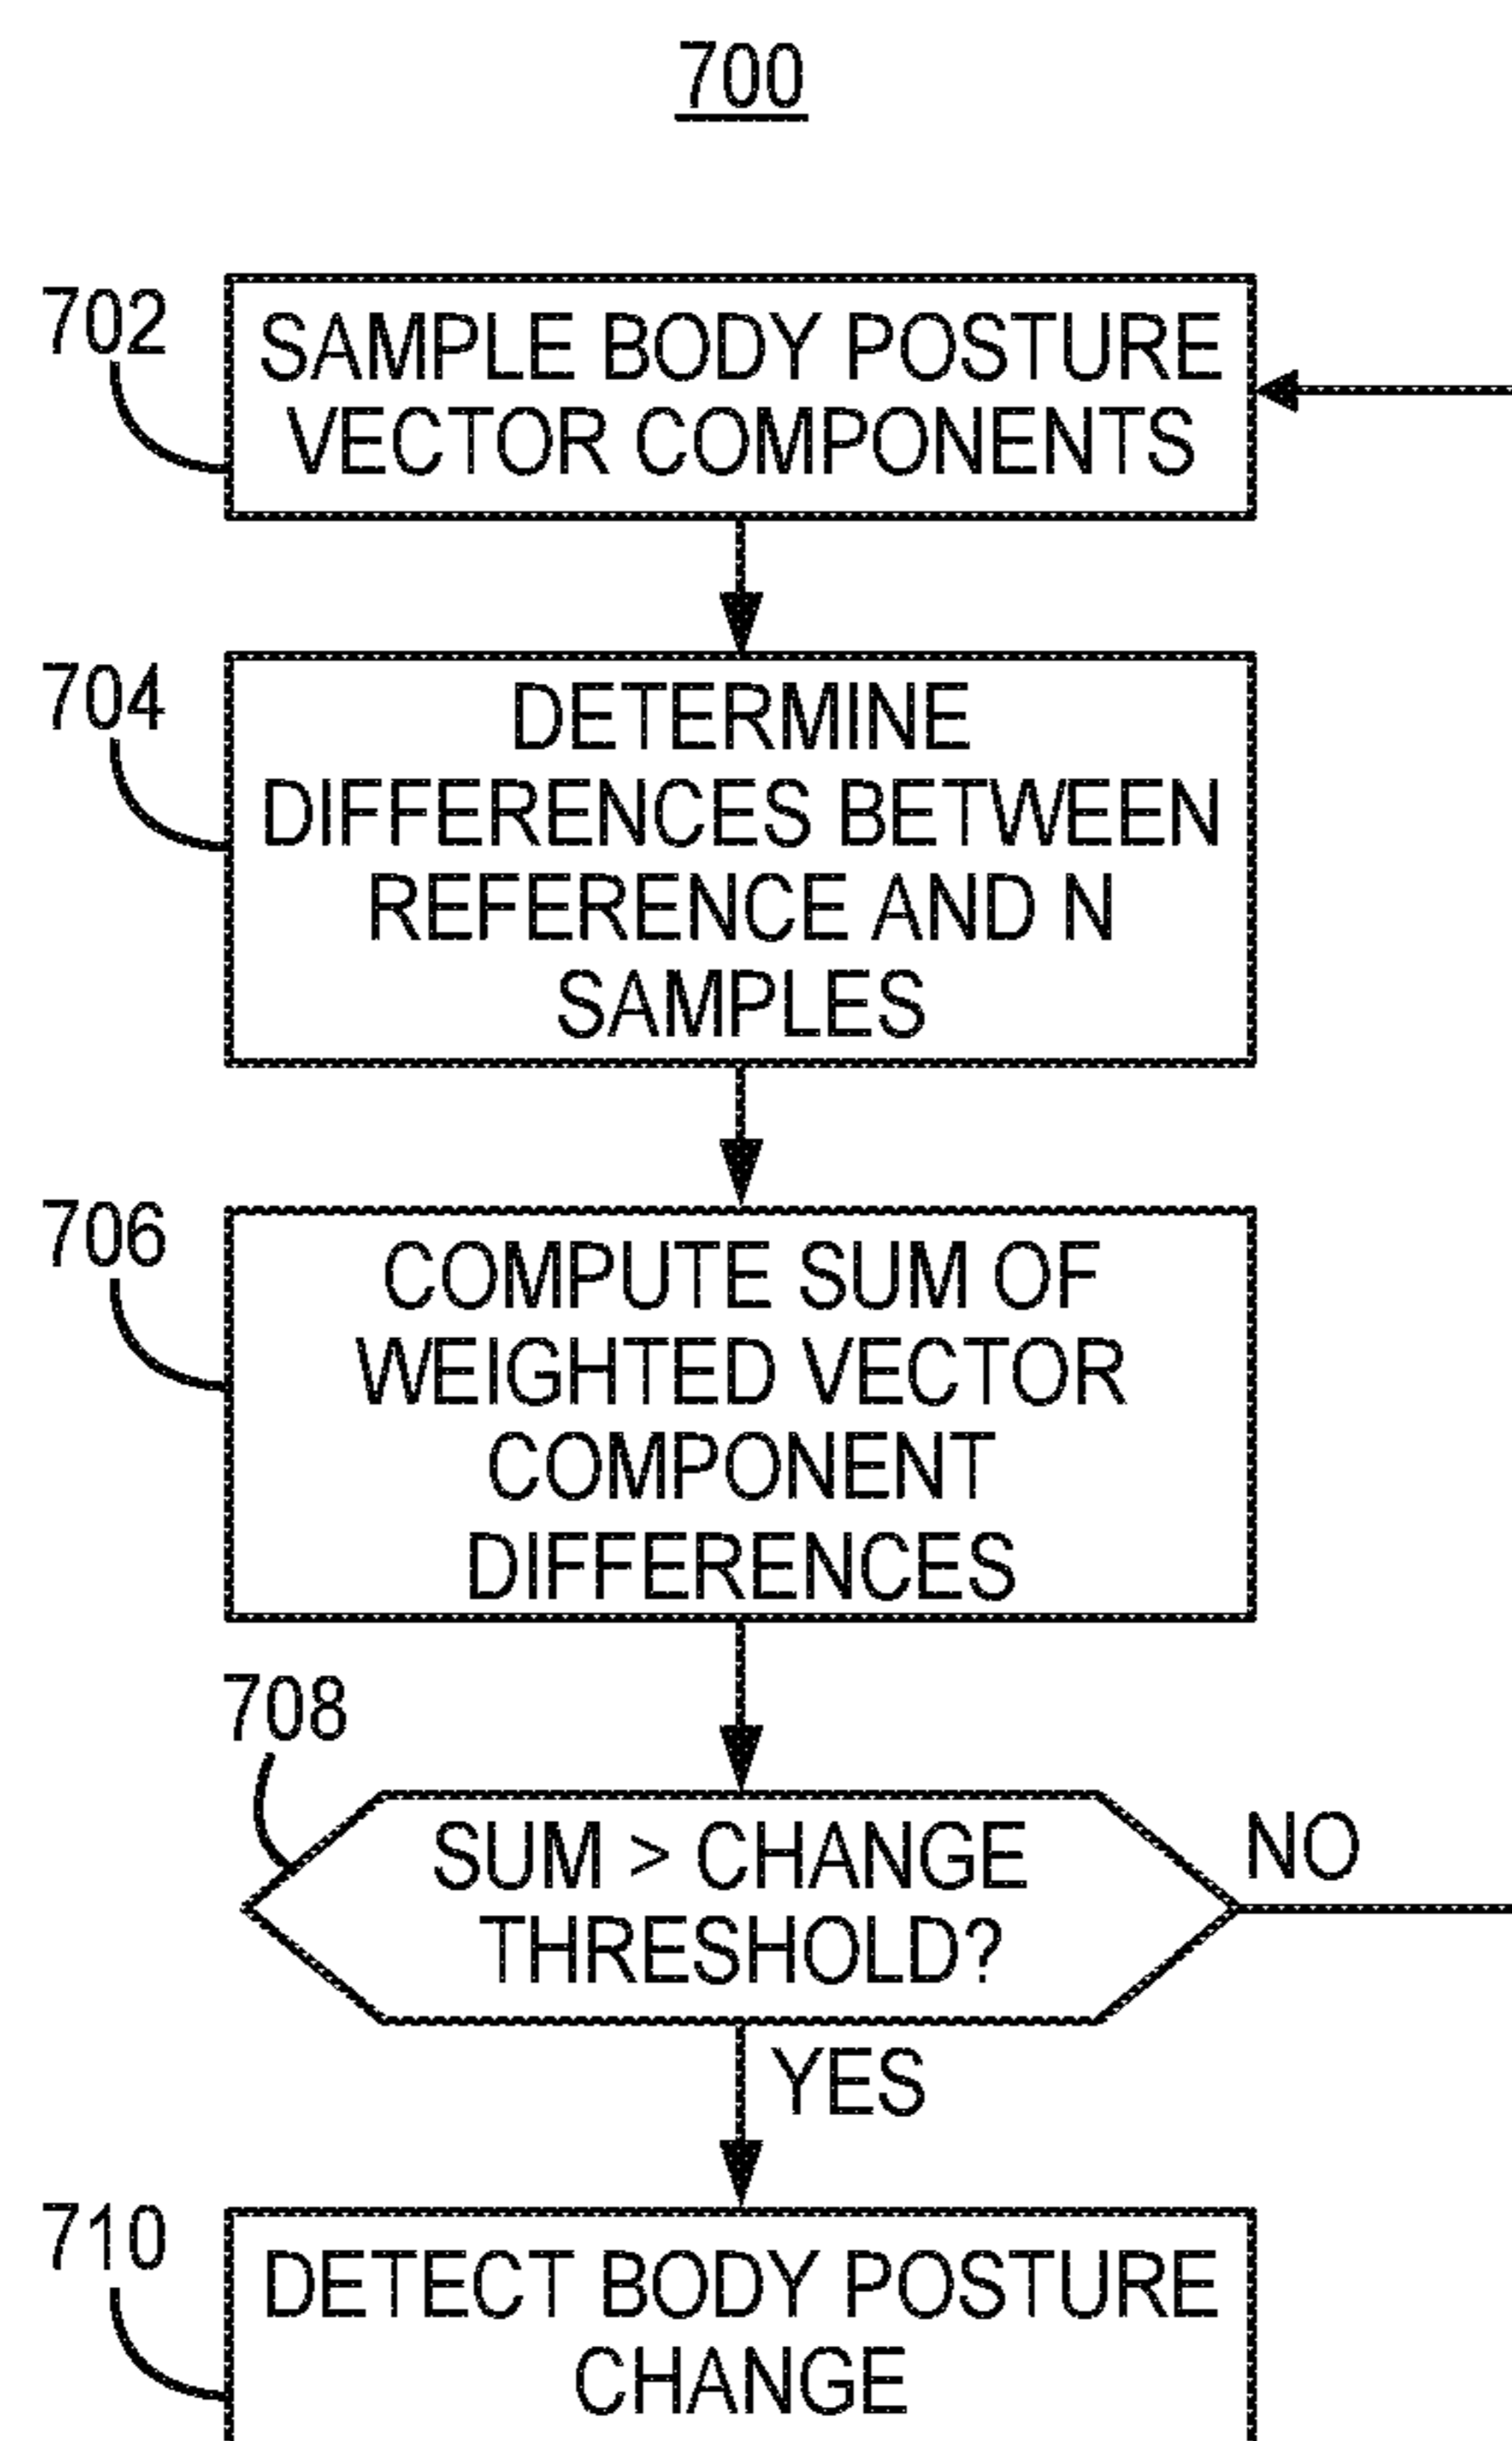 700
702
SAMPLE BODY POSTURE
VECTOR COMPONENTS
704
DETERMINE
DIFFERENCES BETWEEN
REFERENCE AND N
SAMPLES
706
COMPUTE SUM OF
WEIGHTED VECTOR
COMPONENT
DIFFERENCES
708
SUM > CHANGE
THRESHOLD?
NO
YES
710
DETECT BODY POSTURE
CHANGE